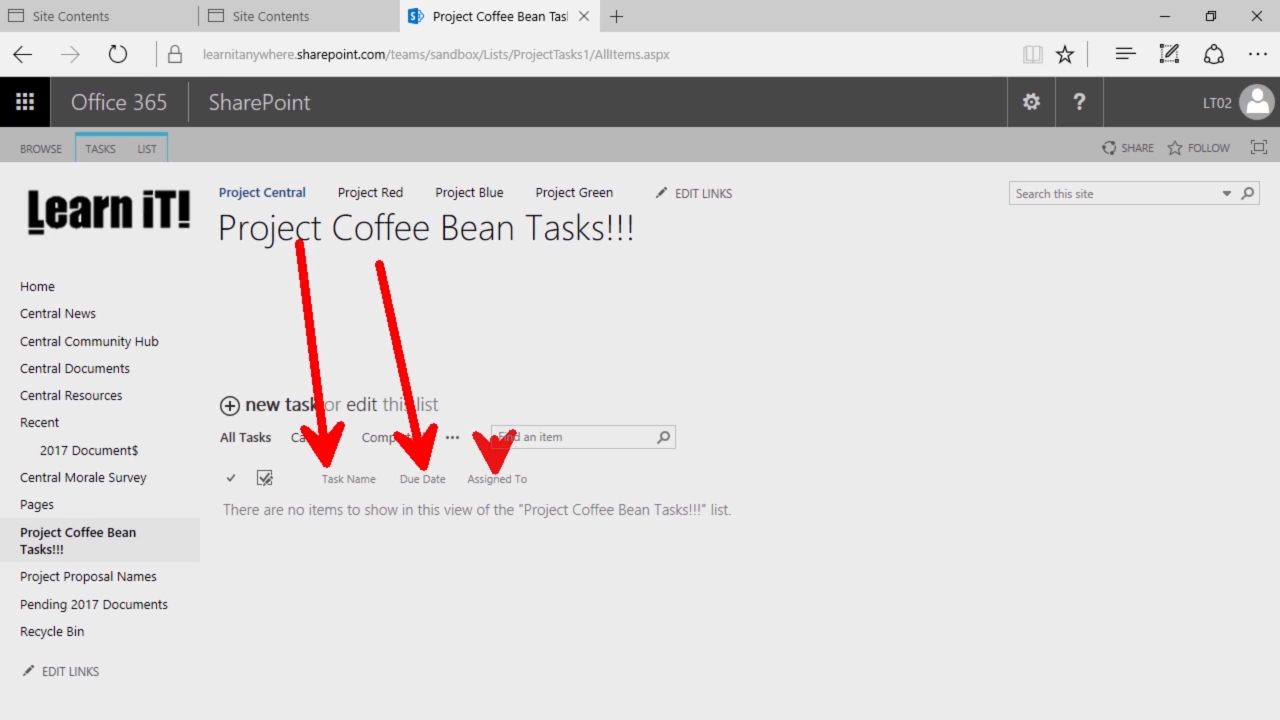 Site Contents
Site Contents
Project Coffee Bean Tas
learnitanywhere.sharepoint.com/teams/sandbox/Lists/ProjectTasks1/AllItems.aspx
Office 365
SharePoint
?
LT02
BROWSE
TASKS
LIST
SHARE
FOLLOW
Learn iT!
Project Central
Project Red
Project Blue
Project Green
EDIT LINKS
Search this site
Project Coffee Bean Tasks!!!
Home
Central News
Central Community Hub
Central Documents
Central Resources
Recent
2017 Document$
Central Morale Survey
Pages
Project Coffee Bean
Tasks!!!
Project Proposal Names
Pending 2017 Documents
Recycle Bin
EDIT LINKS
new task or edit this list
All Tasks
an item
Task Name
Due Date
Assigned To
There are no items to show in this view of the "Project Coffee Bean Tasks!!!" list.